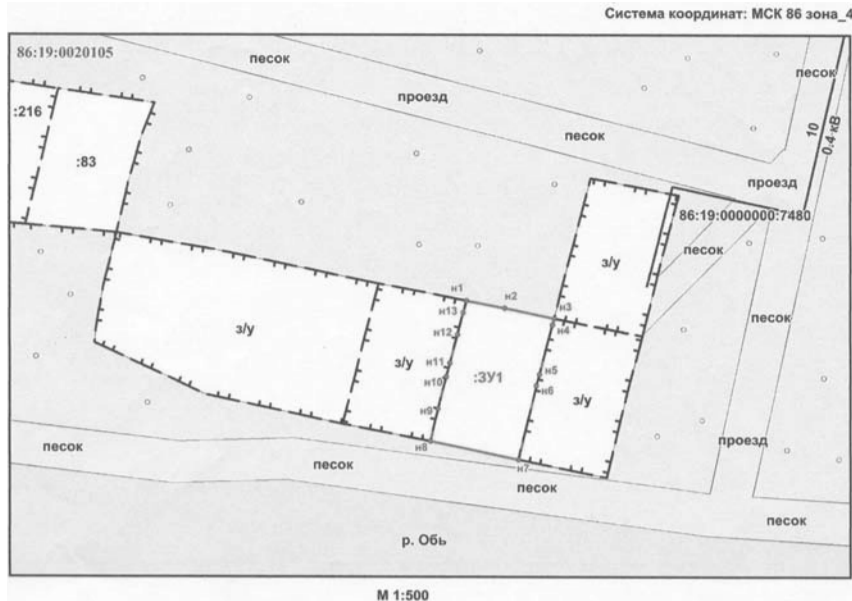 Система координат: МСК 86 зона_4
86:19:0020105
песок
песок
:216
проезд
10
0.4 кВ
песок
:83
проезд
86:19:0000000:7480
песок
з/у
н1
н2
н3
н13
н4
песок
з/у
н12
з/у
н11
:ЗУ1
н5
н10
н6
з/у
н9
проезд
н8
песок
песок
н7
песок
песок
р. Обь
М 1:500